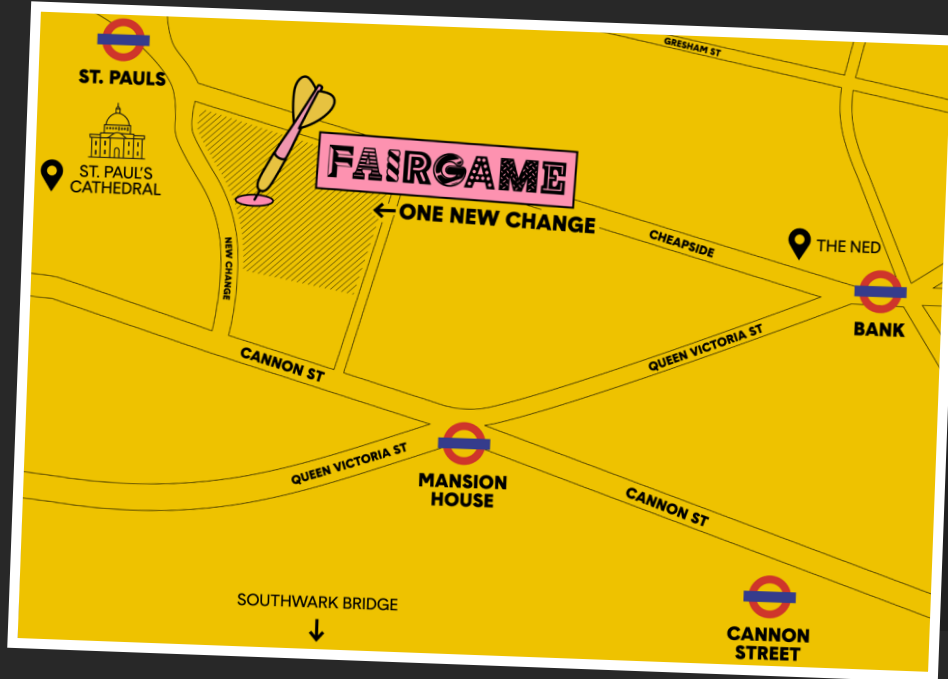 GRESHAM ST
ST. PAULS
ST. PAUL'S
CATHEDRAL
FAIRGAME
←ONE NEW CHANGE
NEW CHANGE
CHEAPSIDE
THE NED
BANK
CANNON ST
QUEEN VICTORIA ST
QUEEN VICTORIA ST
MANSION
HOUSE
CANNON ST
SOUTHWARK BRIDGE
↓
CANNON
STREET